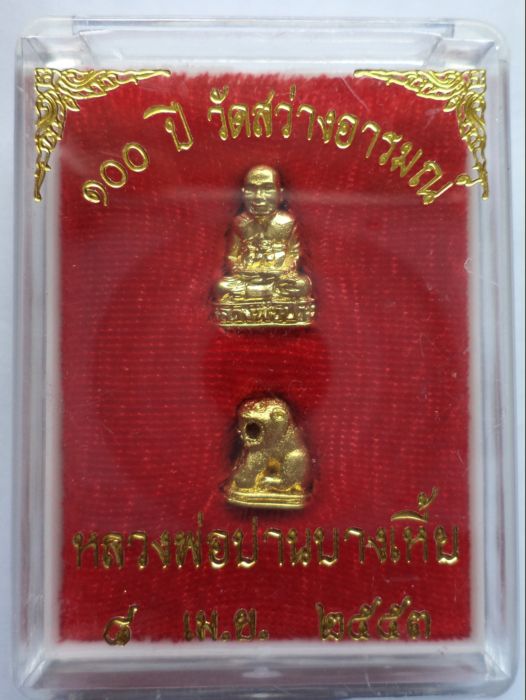 ๑๐๐ ปี วัดสว่างอารมณ์
หลวงพ่อปานบางเหี้ย
๘ เม.ย. ๒๕๕๓